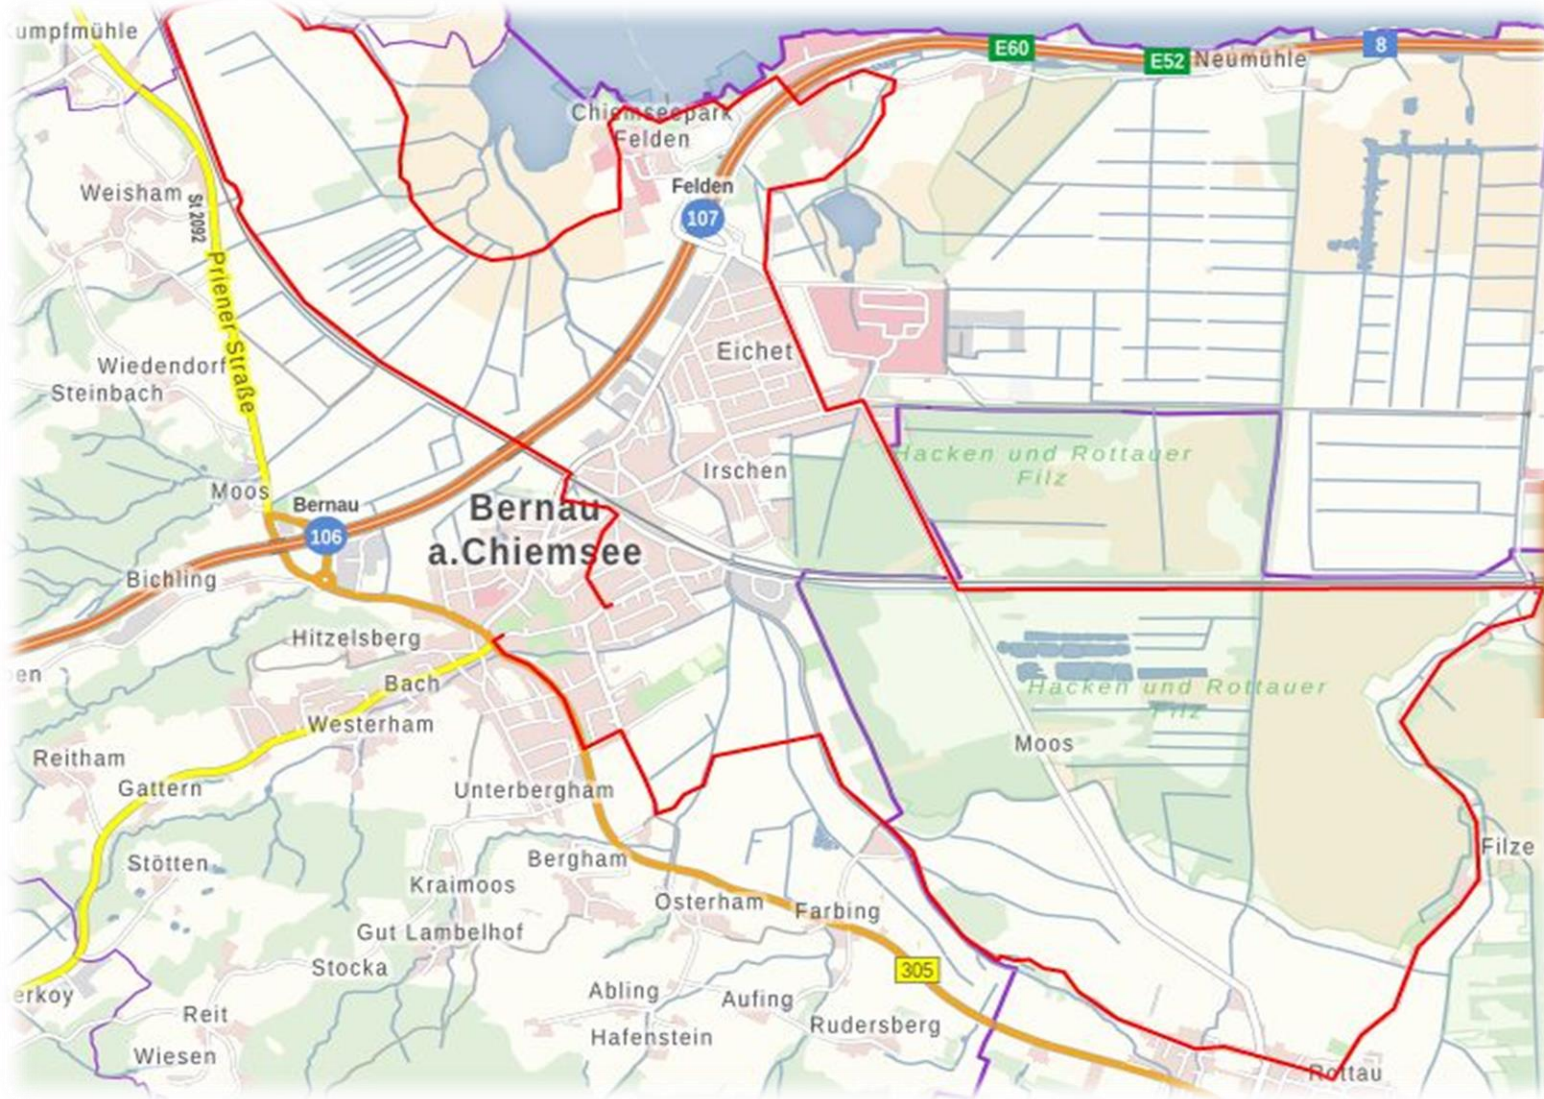 E60
8
E52
Neumühle
Chiemseepark
Felden
Weisham
St 2092
Felden
107
Priener Straße
Eichet
Wiedendorf
Steinbach
Hacken und Rottauer
Filz
Irschen
Moos
Bernau
106
Bernau
a.Chiemsee
Bichling
Hitzelsberg
Bach
Hacken und Rottauer
Filz
Westerham
Moos
Reitham
Gattern
Unterbergham
Filze
Stötten
Bergham
Kraimoos
Osterham
Farbing
Gut Lambelhof
Stocka
305
Abling
Aufing
Reit
Rudersberg
Hafenstein
Wiesen
Rottau